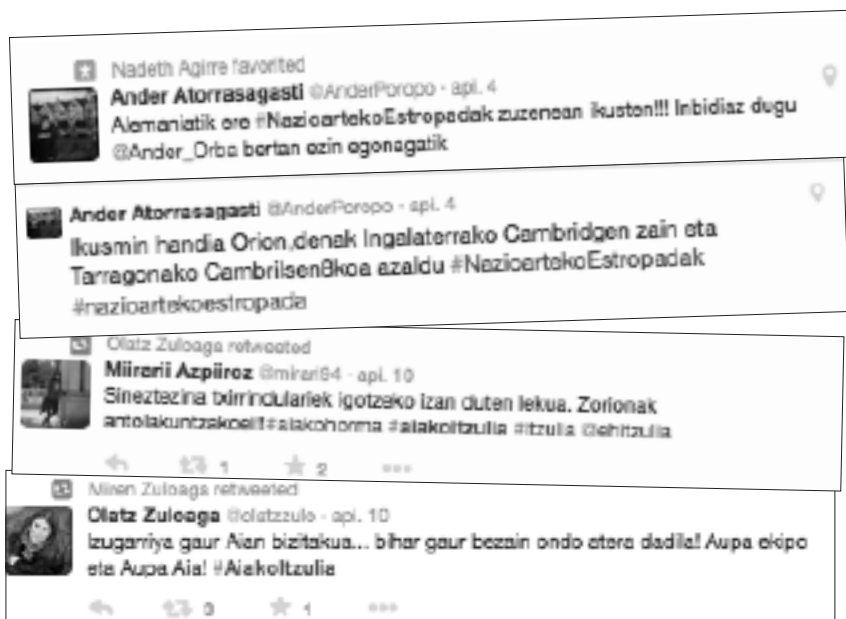 Nadeth Agirre favorited
Ander Atorrasagasti @AnderPoropo · api. 4
Alemaniatik ere #NazioartekoEstropadak zuzenean ikusten!!! Inbidiaz dugu
@Ander_Orba bertan ezin egonagatik
Ander Atorrasagasti @AnderPoropo · api. 4
Ikusmin handia Orion,denak Ingalaterrako Cambridgen zain eta
Tarragonako Cambrilsen8koa azaldu #NazioartekoEstropadak
#nazioartekoestropada
Olatz Zuloaga retweeted
Miirarii Azpiiroz @mirari94 · api. 10
Sineztezina txirrindulariek igotzeko izan duten lekua. Zorionak
antolakuntzakoei!!#aiakohorma #aiakoitzulia #itzulia @ehitzulia
1 2
Miren Zuloaga retweeted
Olatz Zuloaga @olatzzulo · api. 10
Izugarriya gaur Aian bizitakua... bihar gaur bezain ondo atera dadila! Aupa ekipo
eta Aupa Aia! #AiakoItzulia
3 1